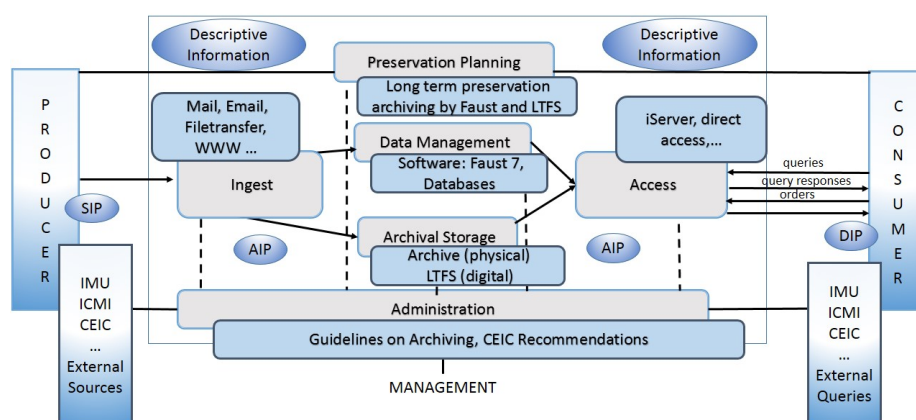 Descriptive
Information
Descriptive
Information
Preservation Planning
Long term preservation
archiving by Faust and LTFS
PRODUCER
Mail, Email,
Filetransfer,
WWW ...
Ingest
Data Management
Software: Faust 7,
Databases
iServer, direct
access,...
Access
queries
query responses
orders
CONSUMER
SIP
AIP
Archival Storage
Archive (physical)
LTFS (digital)
AIP
DIP
IMU
ICMI
CEIC
...
External
Sources
Administration
Guidelines on Archiving, CEIC Recommendations
MANAGEMENT
IMU
ICMI
CEIC
...
External
Queries